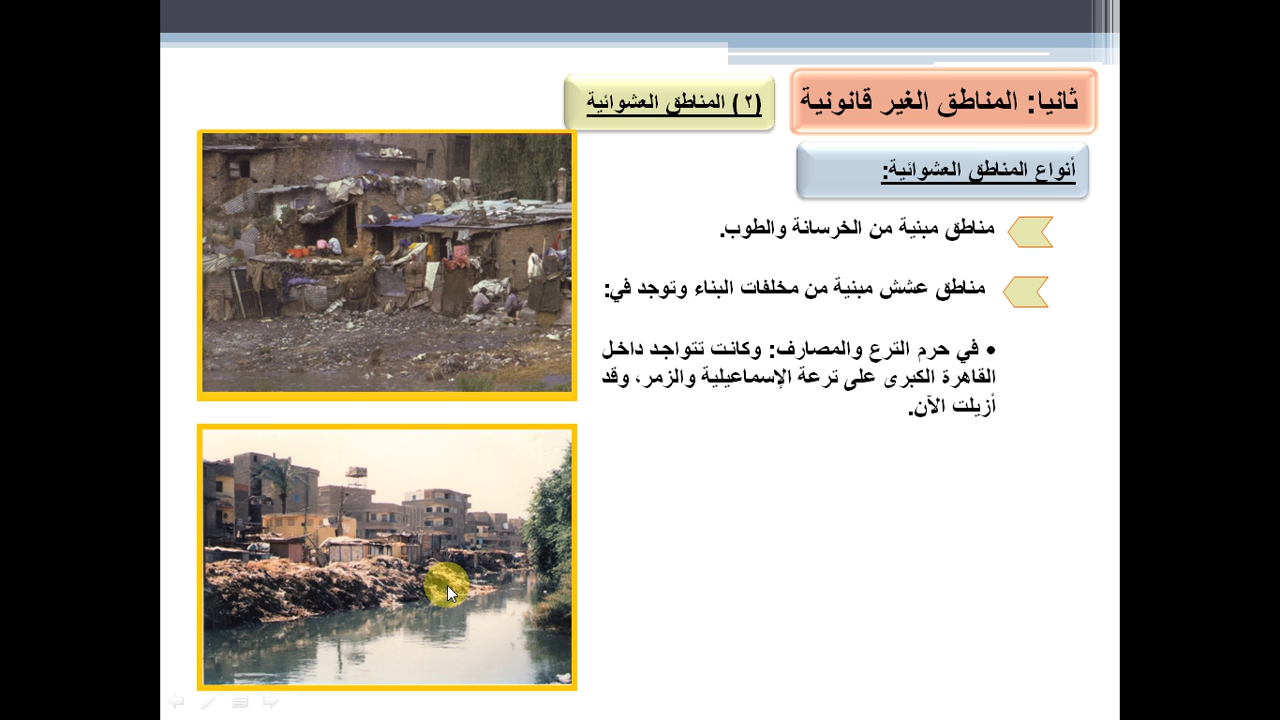 ثانيا: المناطق الغير قانونية
(٢) المناطق العشوائية
أنواع المناطق العشوائية:
مناطق مبنية من الخرسانة والطوب.
مناطق عشش مبنية من مخلفات البناء وتوجد في:
• في حرم الترع والمصارف: وكانت تتواجد داخل
القاهرة الكبرى على ترعة الإسماعيلية والزمر، وقد
أزيلت الآن.